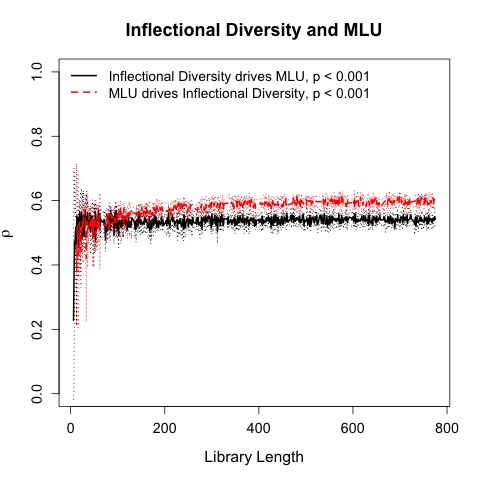 Inflectional Diversity and MLU
Inflectional Diversity drives MLU, p < 0.001
MLU drives Inflectional Diversity, p < 0.001
1.0
0.8
0.6
0.4
0.2
0.0
ρ
0 200 400 600 800
Library Length